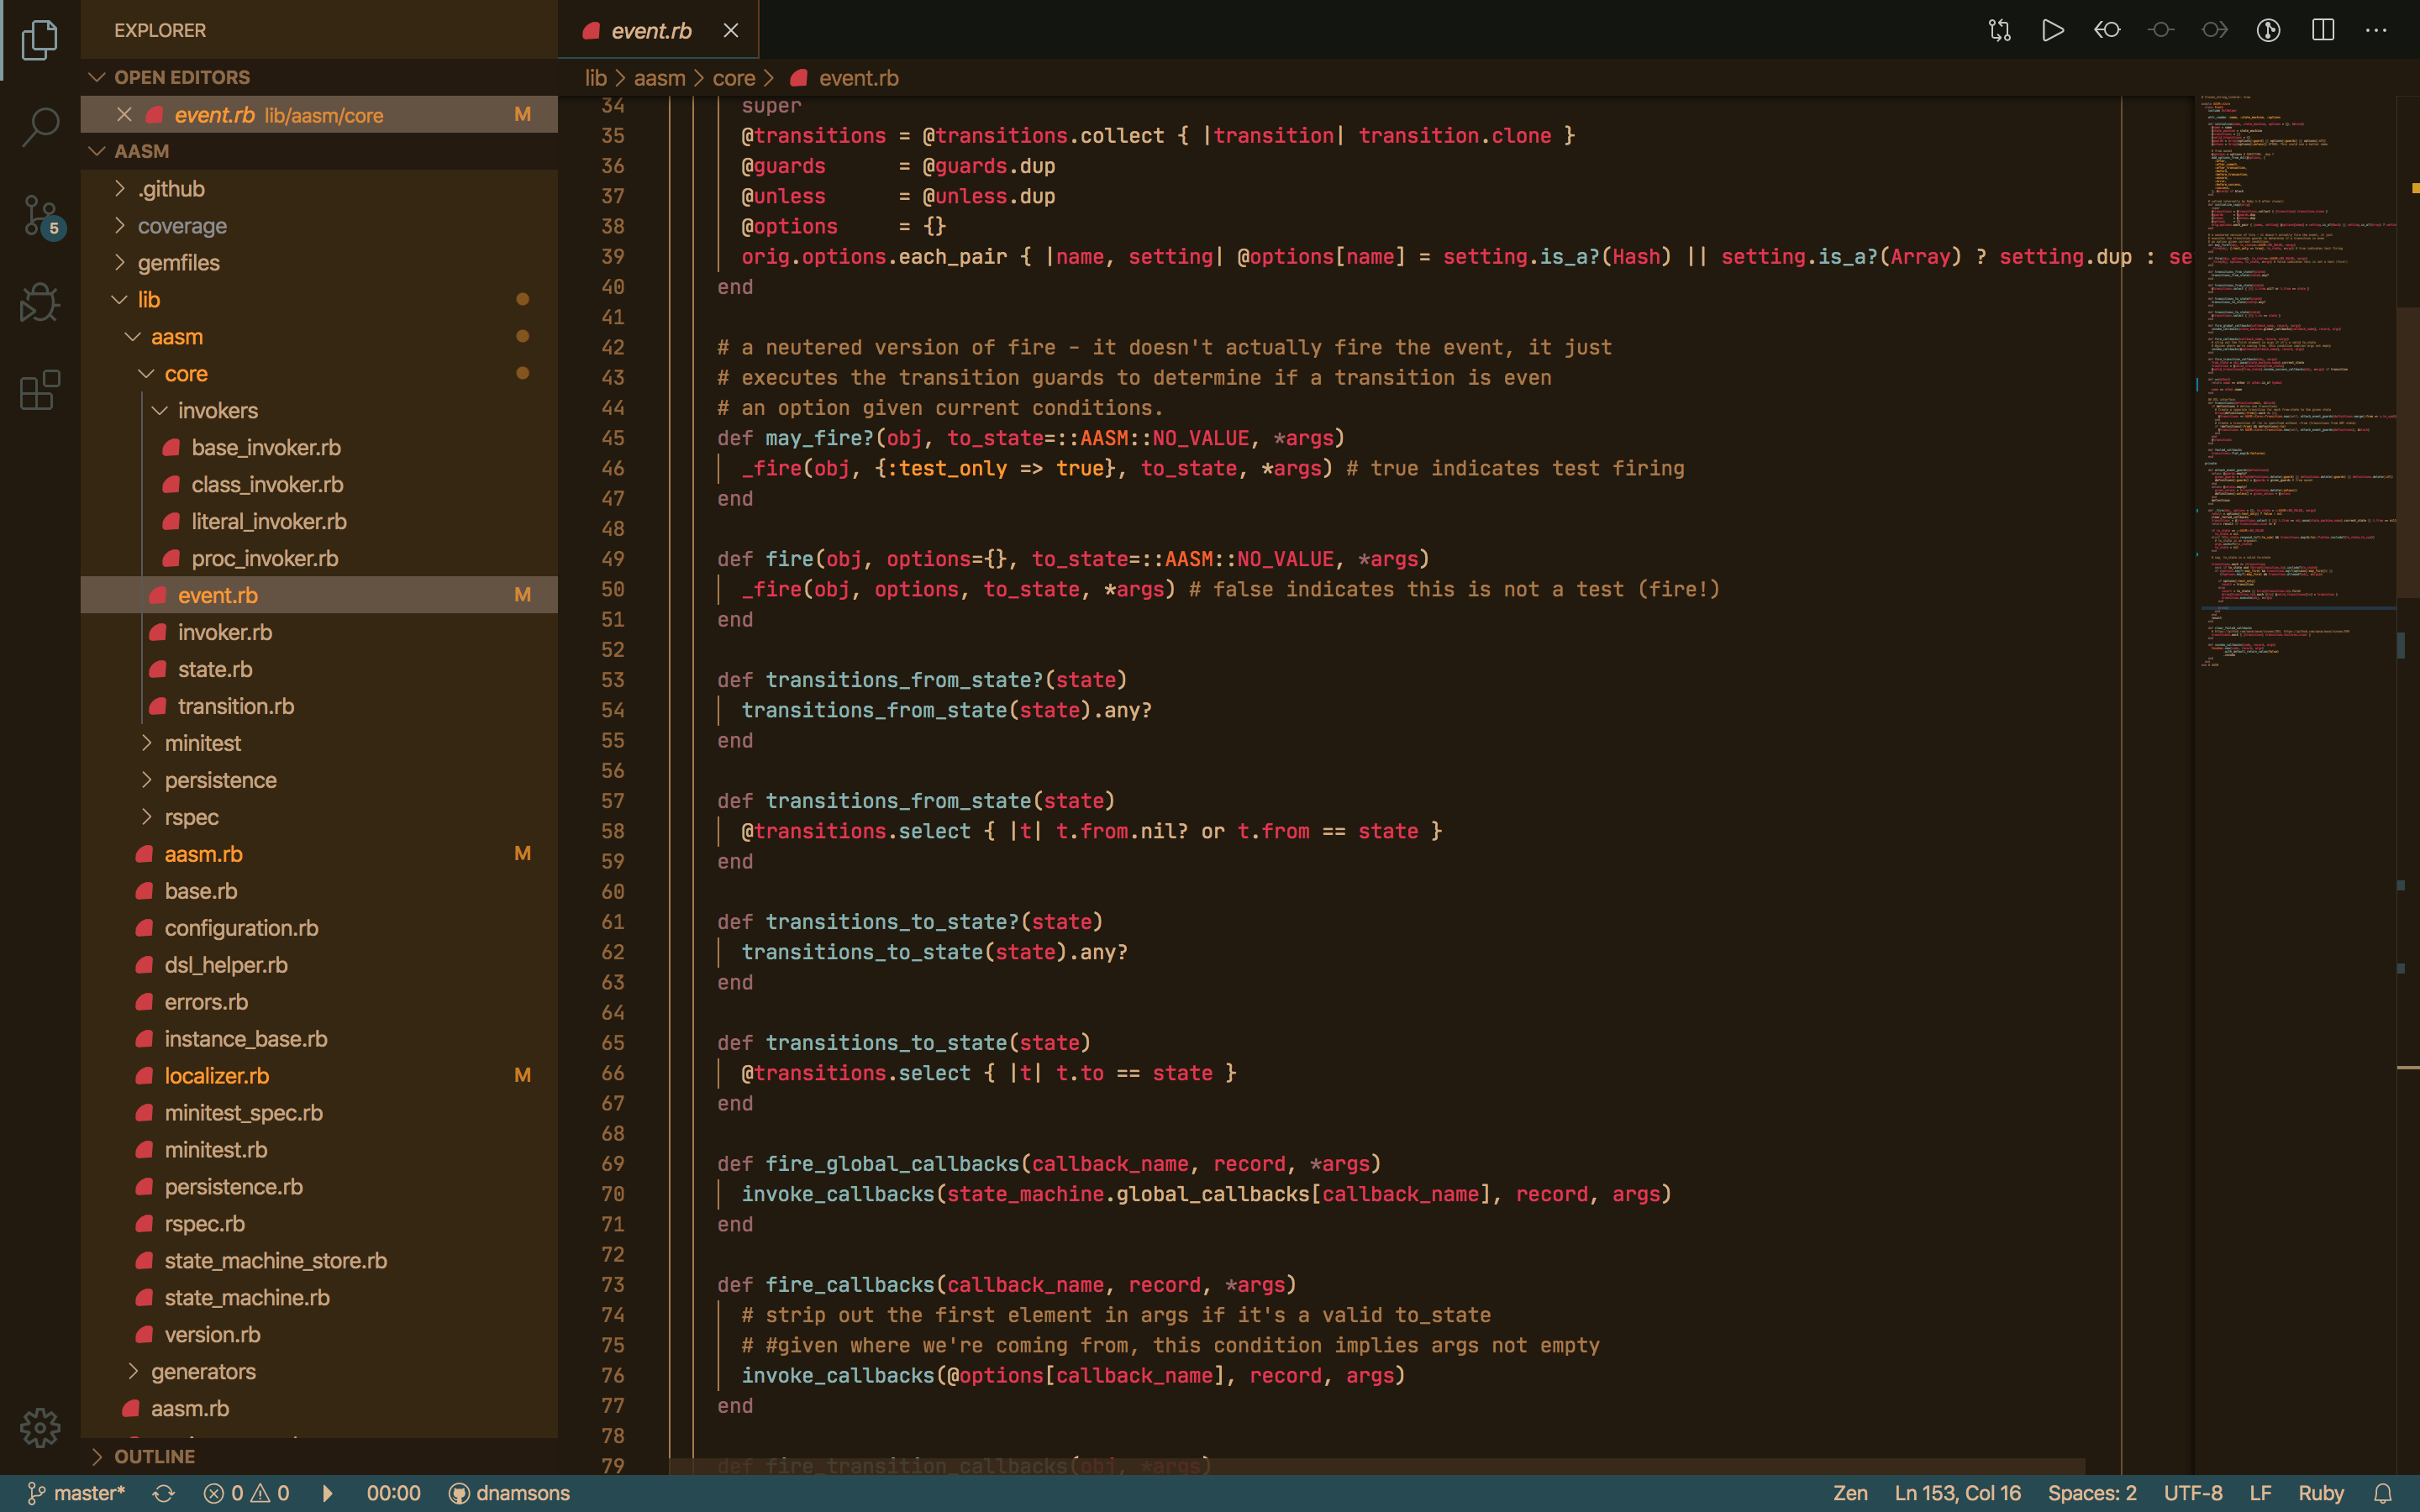 EXPLORER
OPEN EDITORS
event.rb lib/aasm/core M
AASM
.github
coverage
gemfiles
lib
aasm
core
invokers
base_invoker.rb
class_invoker.rb
literal_invoker.rb
proc_invoker.rb
event.rb M
invoker.rb
state.rb
transition.rb
minitest
persistence
rspec
aasm.rb M
base.rb
configuration.rb
dsl_helper.rb
errors.rb
instance_base.rb
localizer.rb M
minitest_spec.rb
minitest.rb
persistence.rb
rspec.rb
state_machine_store.rb
state_machine.rb
version.rb
generators
aasm.rb
OUTLINE
5
event.rb
lib > aasm > core > event.rb
34 super
35 @transitions = @transitions.collect { |transition| transition.clone }
36 @guards      = @guards.dup
37 @unless      = @unless.dup
38 @options     = {}
39 orig.options.each_pair { |name, setting| @options[name] = setting.is_a?(Hash) || setting.is_a?(Array) ? setting.dup : se
40 end
41
42 # a neutered version of fire - it doesn't actually fire the event, it just
43 # executes the transition guards to determine if a transition is even
44 # an option given current conditions.
45 def may_fire?(obj, to_state=::AASM::NO_VALUE, *args)
46 _fire(obj, {:test_only => true}, to_state, *args) # true indicates test firing
47 end
48
49 def fire(obj, options={}, to_state=::AASM::NO_VALUE, *args)
50 _fire(obj, options, to_state, *args) # false indicates this is not a test (fire!)
51 end
52
53 def transitions_from_state?(state)
54 transitions_from_state(state).any?
55 end
56
57 def transitions_from_state(state)
58 @transitions.select { |t| t.from.nil? or t.from == state }
59 end
60
61 def transitions_to_state?(state)
62 transitions_to_state(state).any?
63 end
64
65 def transitions_to_state(state)
66 @transitions.select { |t| t.to == state }
67 end
68
69 def fire_global_callbacks(callback_name, record, *args)
70 invoke_callbacks(state_machine.global_callbacks[callback_name], record, args)
71 end
72
73 def fire_callbacks(callback_name, record, *args)
74 # strip out the first element in args if it's a valid to_state
75 # #given where we're coming from, this condition implies args not empty
76 invoke_callbacks(@options[callback_name], record, args)
77 end
78
79 def fire_transition_callbacks(obj, *args)
master* 0 0 00:00 dnamsons Zen Ln 153, Col 16 Spaces: 2 UTF-8 LF Ruby